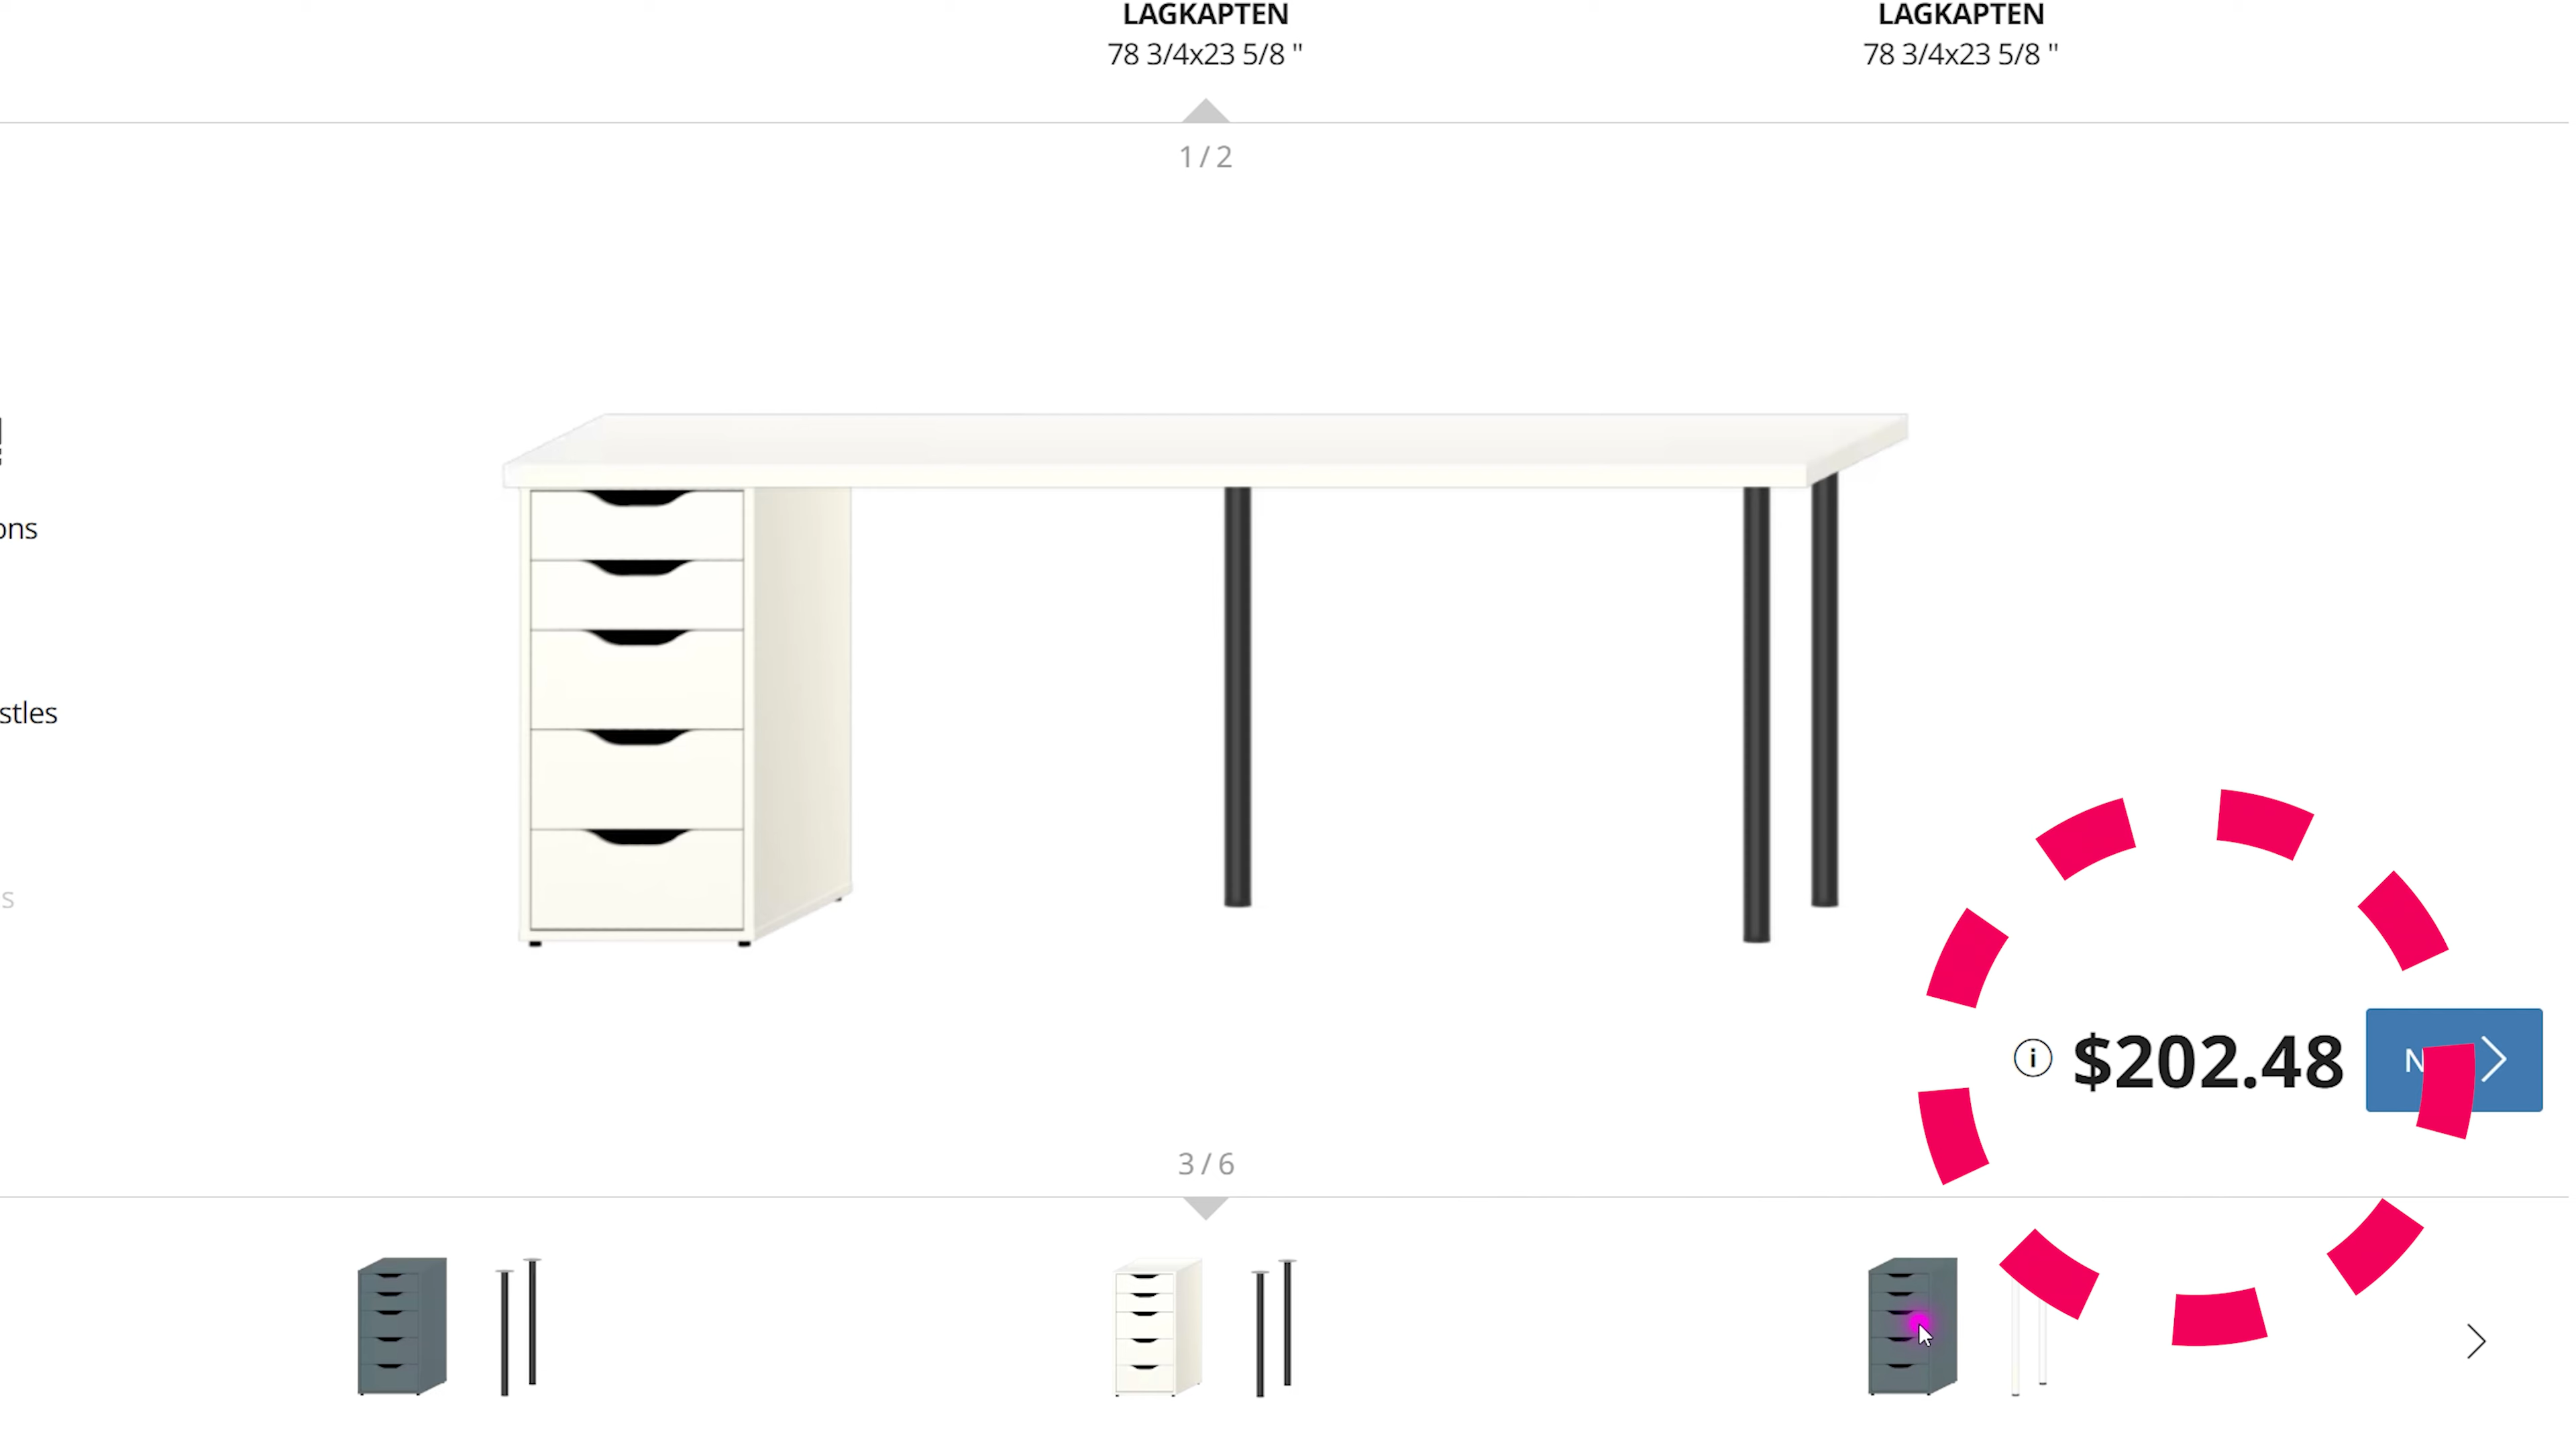 LAGKAPTEN
78 3/4x23 5/8 "
LAGKAPTEN
78 3/4x23 5/8 "
1 / 2
ons
stles
s
i $202.48
N
3 / 6